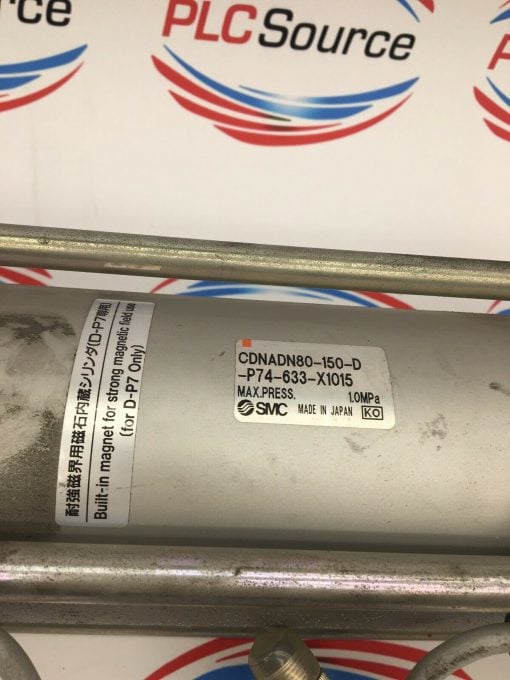 Source
PLCSource
耐強磁界用磁石内蔵シリンダ(D-P7専用)
Built-in magnet for strong magnetic field use
(for D-P7 Only)
CDNADN80-150-D
-P74-633-X1015
MAX.PRESS. 1.0MPa
SMC MADE IN JAPAN KO